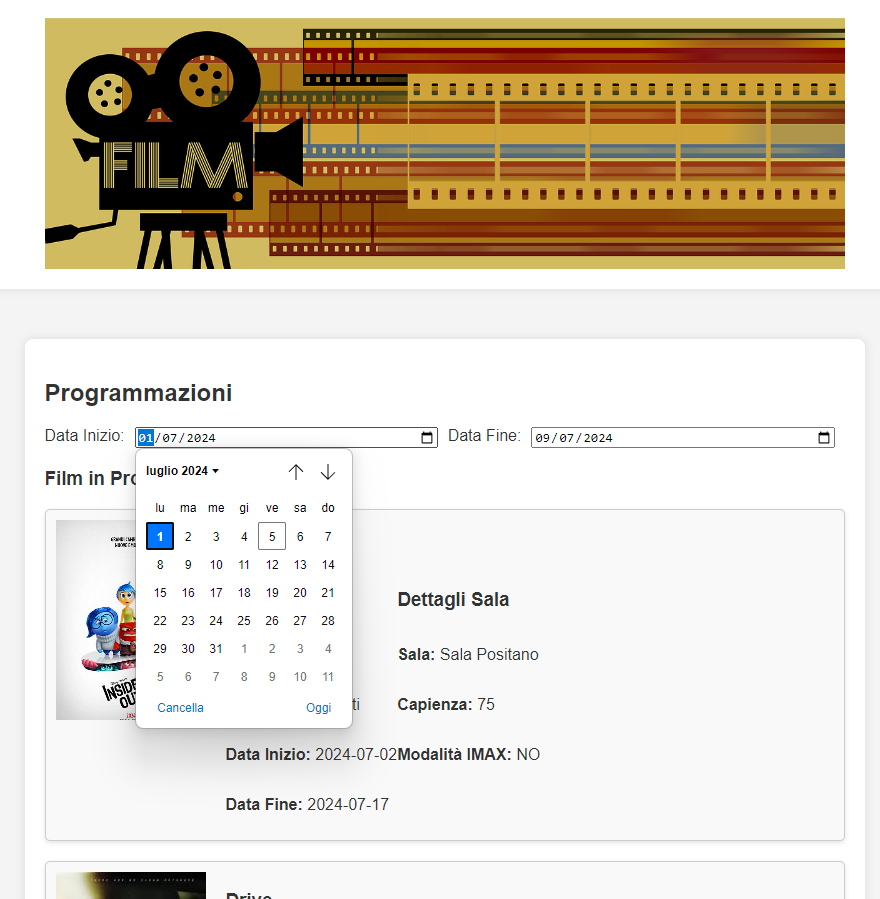 FILM
Programmazioni
Data Inizio: 01/07/2024 Data Fine: 09/07/2024
Film in Pro
luglio 2024
lu ma me gi ve sa do
1 2 3 4 5 6 7
8 9 10 11 12 13 14
15 16 17 18 19 20 21
22 23 24 25 26 27 28
29 30 31 1 2 3 4
5 6 7 8 9 10 11
Cancella Oggi
INSIDE
OU
Dettagli Sala
Sala: Sala Positano
ti Capienza: 75
Data Inizio: 2024-07-02 Modalità IMAX: NO
Data Fine: 2024-07-17
Drive